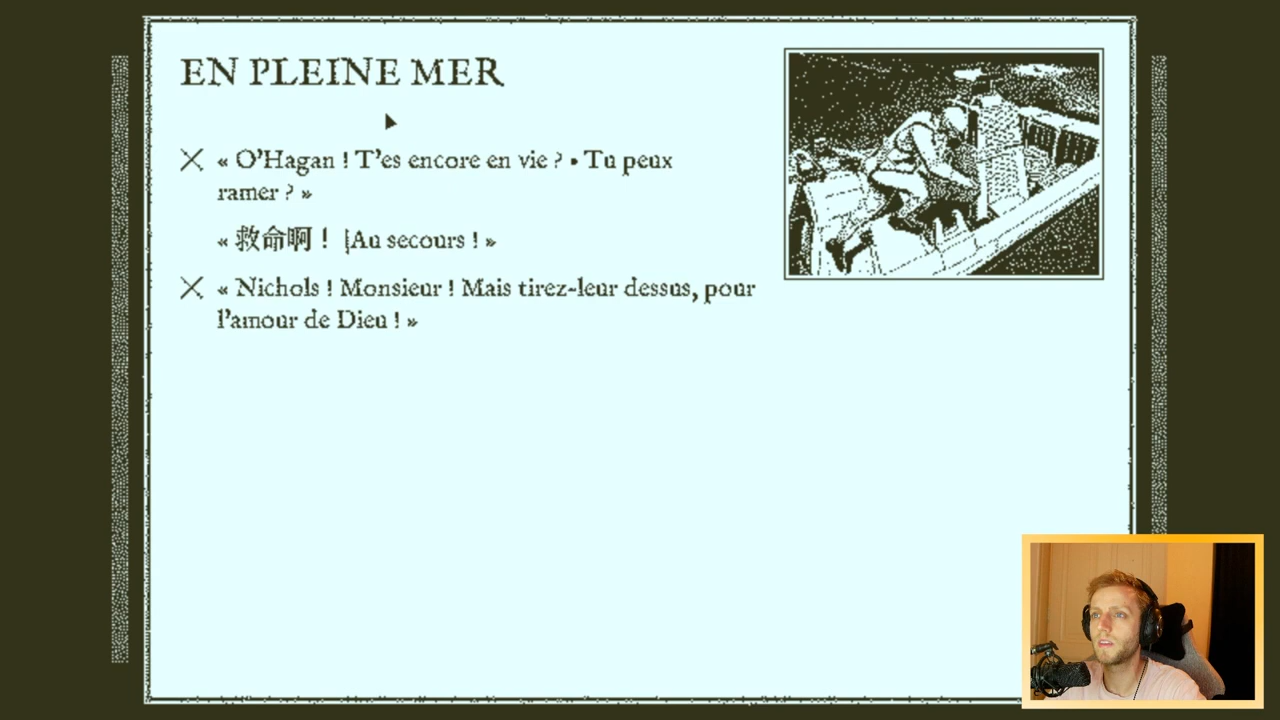 EN PLEINE MER
« O'Hagan ! T'es encore en vie ? • Tu peux
ramer ? »
« 救命啊！ [Au secours ! »
« Nichols ! Monsieur ! Mais tirez-leur dessus, pour
l'amour de Dieu ! »